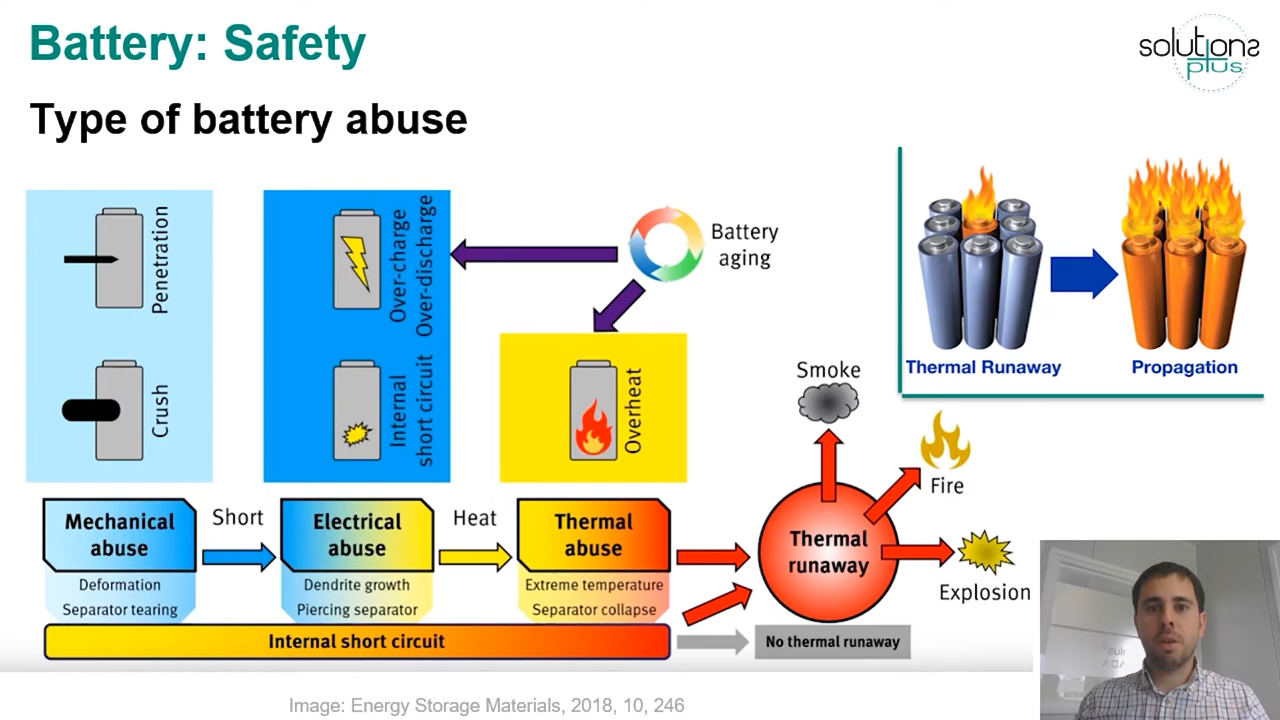 Battery: Safety
solutions
plus
Type of battery abuse
Penetration
Crush
Over-charge
Over-discharge
Internal
short circuit
Battery
aging
Overheat
Thermal Runaway
Propagation
Smoke
Fire
Explosion
Mechanical
abuse
Short
Electrical
abuse
Heat
Thermal
abuse
Thermal
runaway
Deformation
Separator tearing
Dendrite growth
Piercing separator
Extreme temperature
Separator collapse
Internal short circuit
No thermal runaway
Image: Energy Storage Materials, 2018, 10, 246